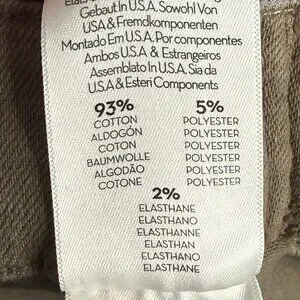 Gebaut In U.S.A. Sowohl Von
USA & Fremdkomponenten
Montado Em U.S.A. Por componentes
Ambos U.S.A & Estrangeiros
Assemblato In U.S.A, Sia da
U.S.A & Esteri Components
93%
COTTON
ALDOGÓN
COTON
BAUMWOLLE
ALGODÃO
COTONE
5%
POLYESTER
POLYESTER
POLYESTER
POLYESTER
POLYESTER
POLYESTER
2%
ELASTHANE
ELASTHANO
ELASTHANNE
ELASTHAN
ELASTHANO
ELASTHANE